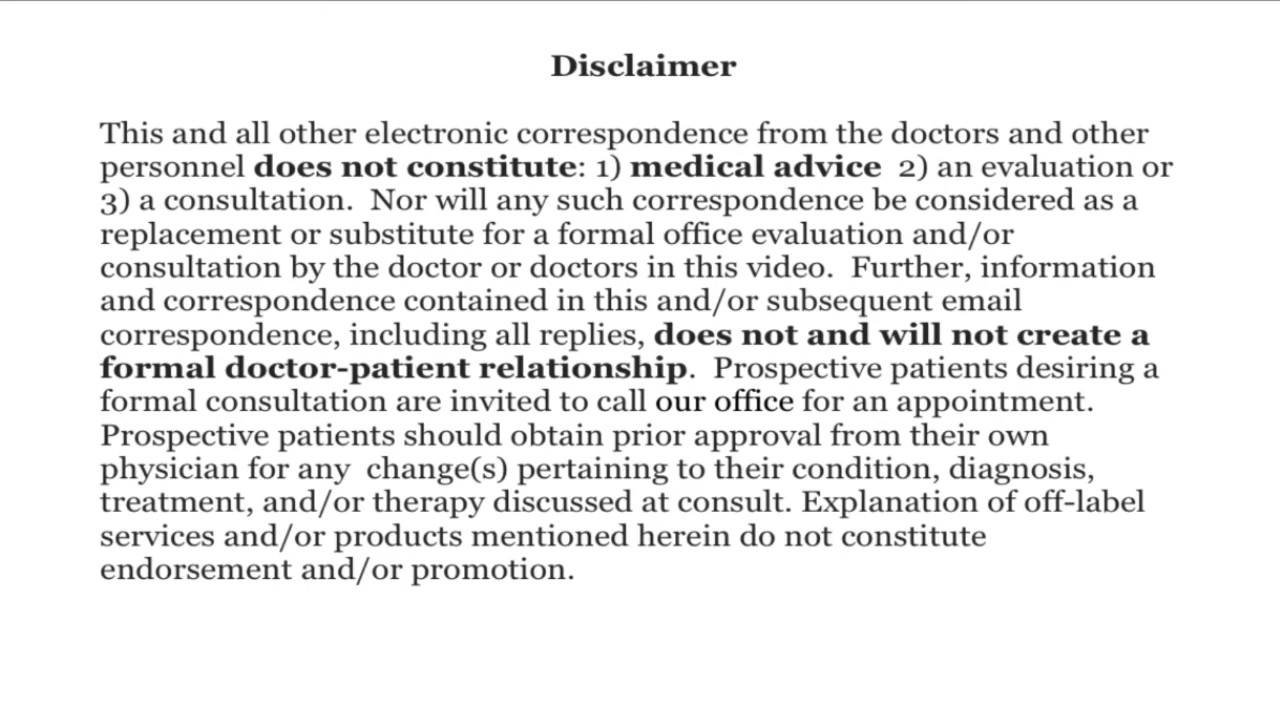 Disclaimer
This and all other electronic correspondence from the doctors and other
personnel does not constitute: 1) medical advice  2) an evaluation or
3) a consultation.  Nor will any such correspondence be considered as a
replacement or substitute for a formal office evaluation and/or
consultation by the doctor or doctors in this video.  Further, information
and correspondence contained in this and/or subsequent email
correspondence, including all replies, does not and will not create a
formal doctor-patient relationship.  Prospective patients desiring a
formal consultation are invited to call our office for an appointment.
Prospective patients should obtain prior approval from their own
physician for any  change(s) pertaining to their condition, diagnosis,
treatment, and/or therapy discussed at consult. Explanation of off-label
services and/or products mentioned herein do not constitute
endorsement and/or promotion.